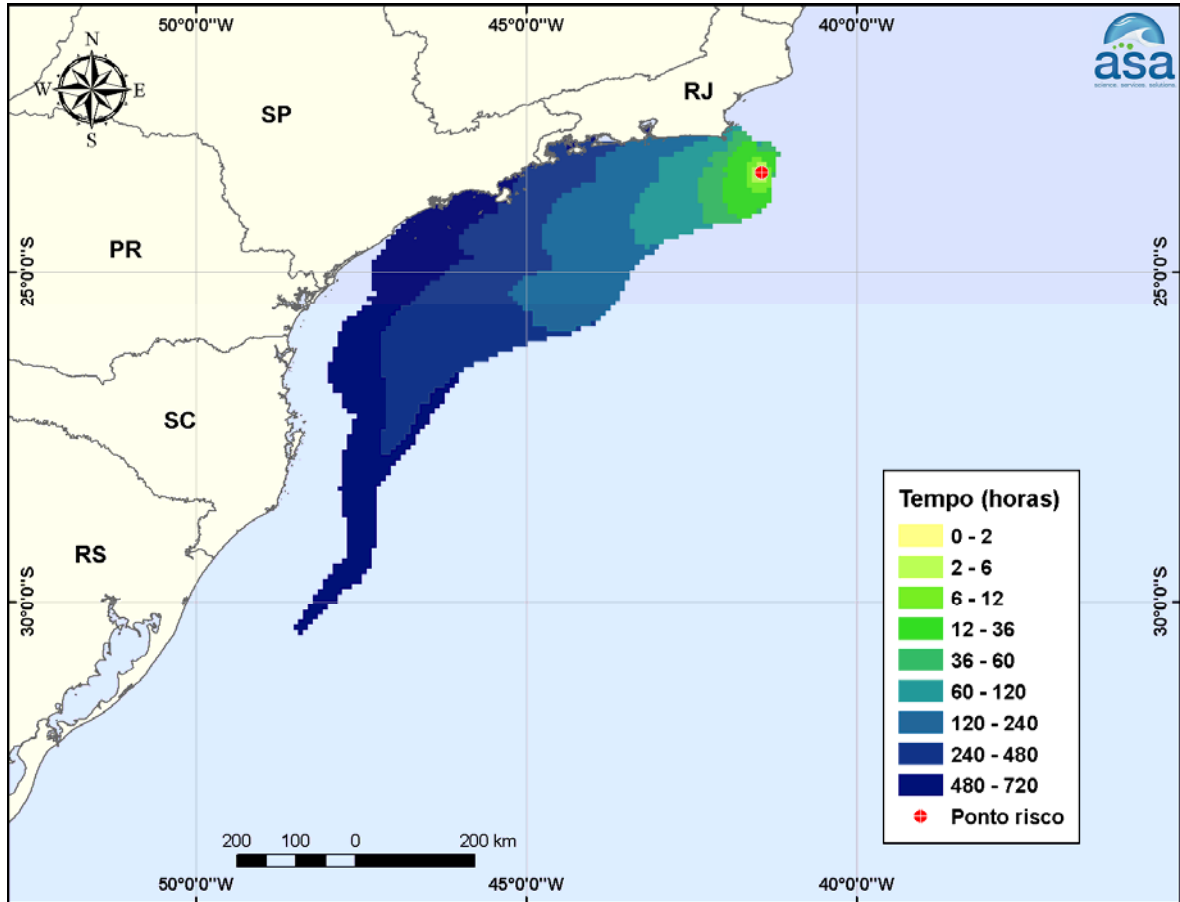 50°0'0"W 45°0'0"W 40°0'0"W
N
W E
S
asa
science. services. solutions.
RJ
SP
PR
25°0'0"S 25°0'0"S
SC
RS
30°0'0"S 30°0'0"S
Tempo (horas)
0 - 2
2 - 6
6 - 12
12 - 36
36 - 60
60 - 120
120 - 240
240 - 480
480 - 720
Ponto risco
200 100 0 200 km
50°0'0"W 45°0'0"W 40°0'0"W